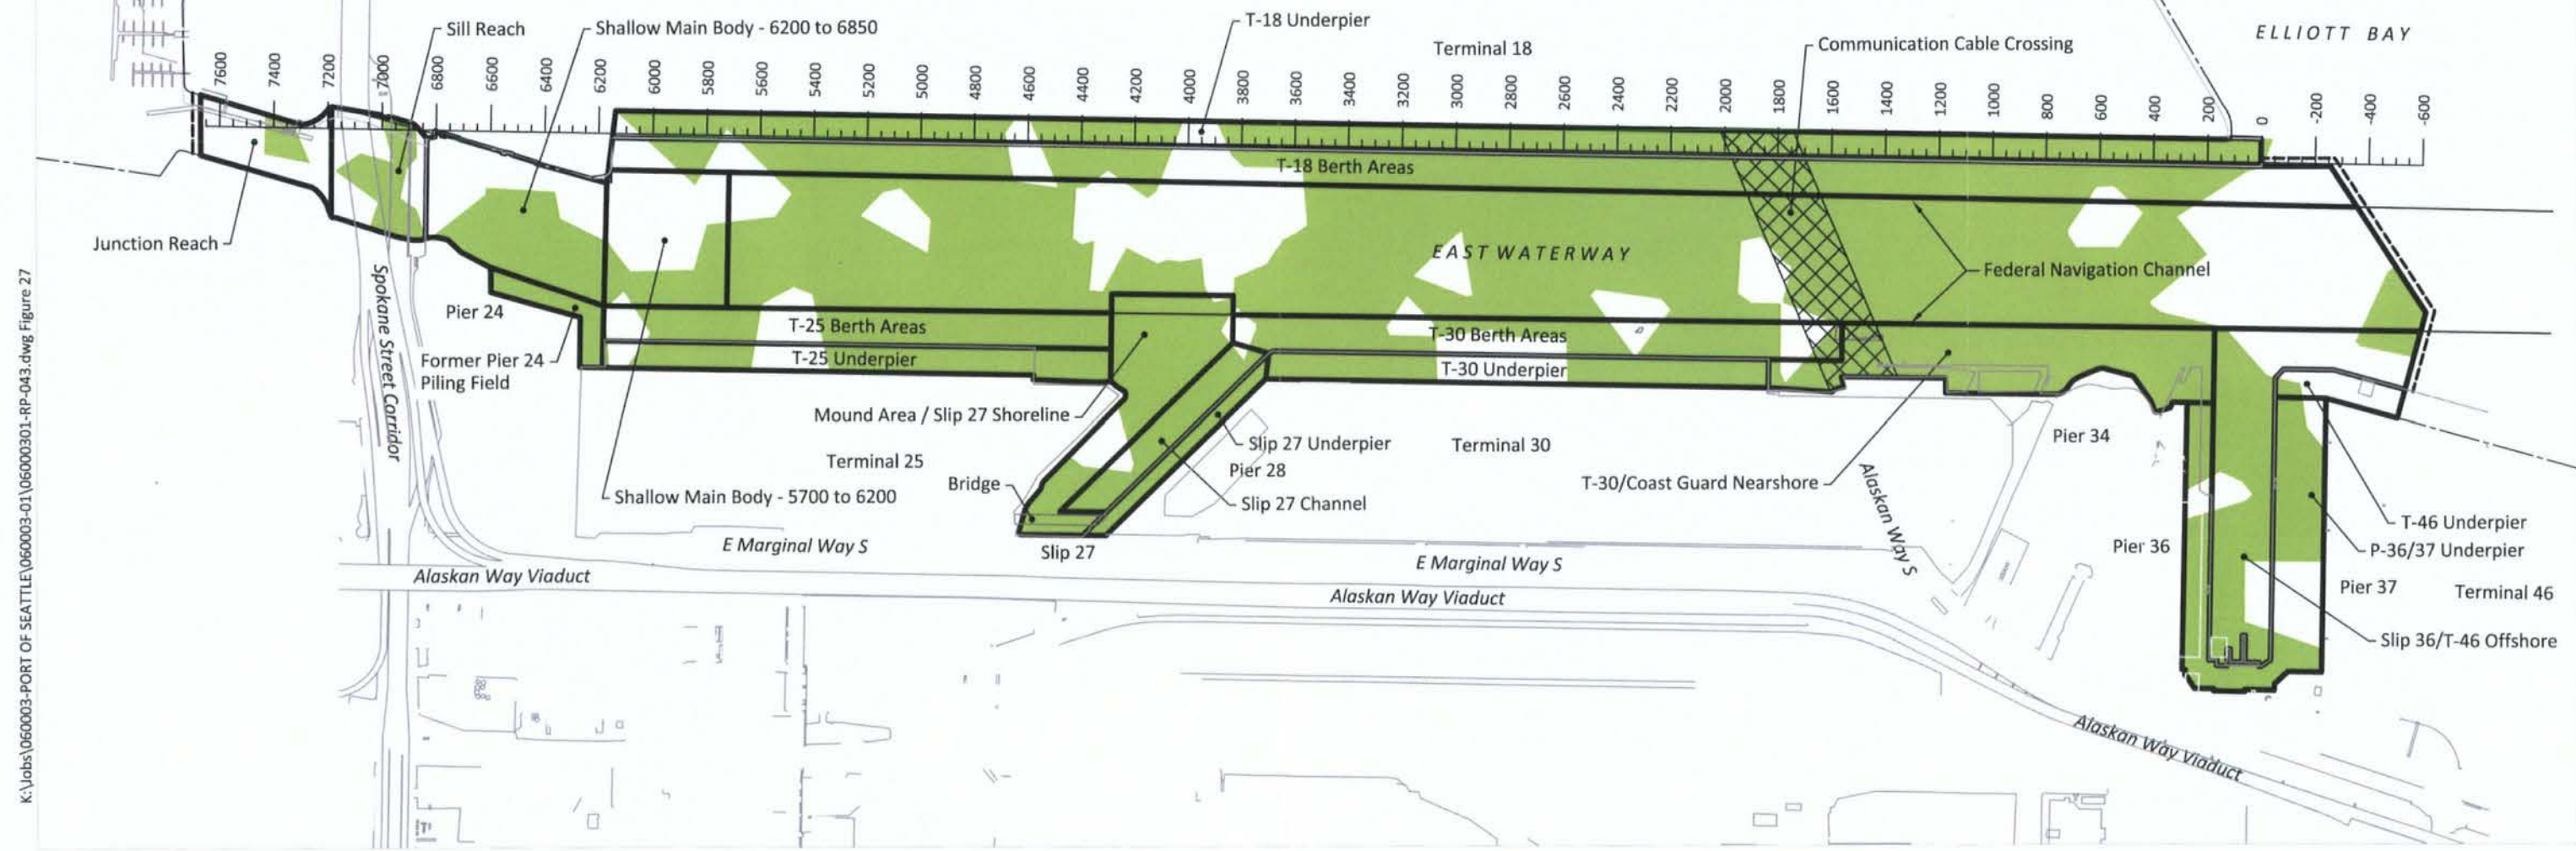 Sill Reach
Shallow Main Body - 6200 to 6850
T-18 Underpier
Terminal 18
Communication Cable Crossing
ELLIOTT BAY
7600
7400
7200
7000
6800
6600
6400
6200
6000
5800
5600
5400
5200
5000
4800
4600
4400
4200
4000
3800
3600
3400
3200
3000
2800
2600
2400
2200
2000
1800
1600
1400
1200
1000
800
600
400
200
0
-200
-400
-600
T-18 Berth Areas
Junction Reach
EAST WATERWAY
Federal Navigation Channel
Spokane Street Corridor
Pier 24
T-25 Berth Areas
T-30 Berth Areas
Former Pier 24
Piling Field
T-25 Underpier
T-30 Underpier
Mound Area / Slip 27 Shoreline
Terminal 25
Slip 27 Underpier
Pier 28
Terminal 30
Pier 34
Bridge
Shallow Main Body - 5700 to 6200
Slip 27 Channel
T-30/Coast Guard Nearshore
Alaskan Way S
T-46 Underpier
P-36/37 Underpier
Pier 36
Pier 37
Terminal 46
Slip 36/T-46 Offshore
E Marginal Way S
Slip 27
E Marginal Way S
Alaskan Way Viaduct
Alaskan Way Viaduct
Alaskan Way Viaduct
K:\Jobs\060003-PORT OF SEATTLE\060003-01\06000301-RP-043.dwg Figure 27